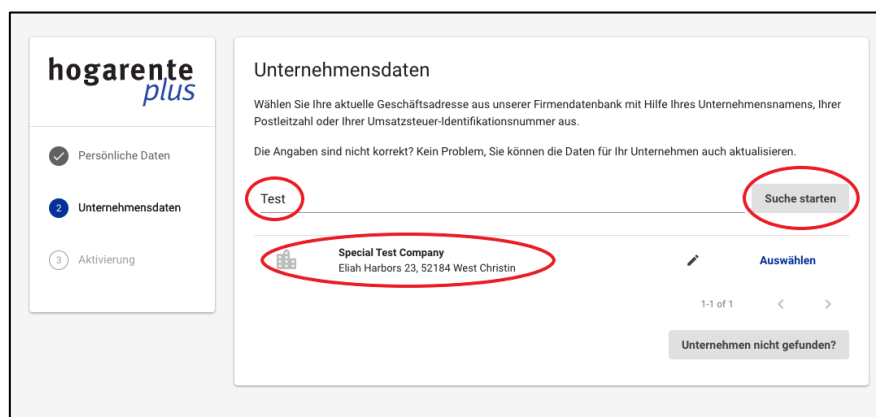 hogarente
plus
Persönliche Daten
2 Unternehmensdaten
3 Aktivierung
Unternehmensdaten
Wählen Sie Ihre aktuelle Geschäftsadresse aus unserer Firmendatenbank mit Hilfe Ihres Unternehmensnamens, Ihrer
Postleitzahl oder Ihrer Umsatzsteuer-Identifikationsnummer aus.
Die Angaben sind nicht korrekt? Kein Problem, Sie können die Daten für Ihr Unternehmen auch aktualisieren.
Test Suche starten
Special Test Company
Eliah Harbors 23, 52184 West Christin
Auswählen
1-1 of 1
Unternehmen nicht gefunden?